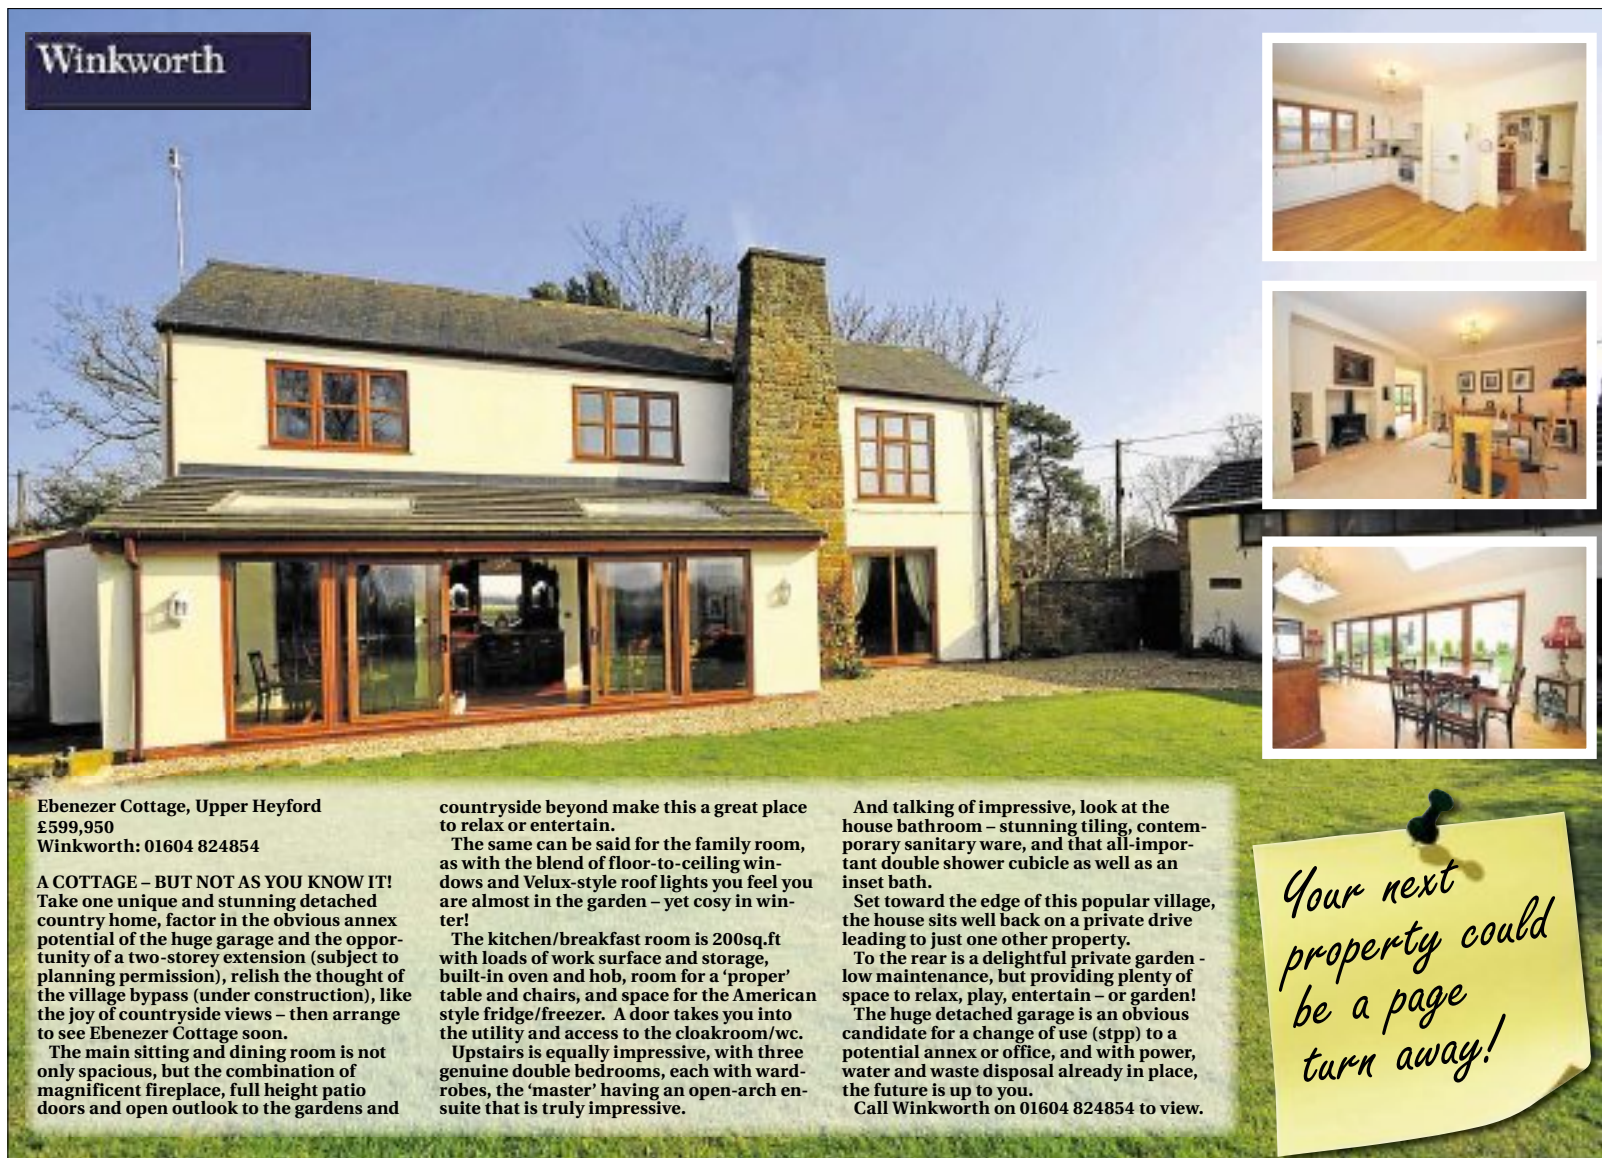 Winkworth
Ebenezer Cottage, Upper Heyford
£599,950
Winkworth: 01604 824854
A COTTAGE – BUT NOT AS YOU KNOW IT!
Take one unique and stunning detached
country home, factor in the obvious annex
potential of the huge garage and the oppor-
tunity of a two-storey extension (subject to
planning permission), relish the thought of
the village bypass (under construction), like
the joy of countryside views – then arrange
to see Ebenezer Cottage soon.
The main sitting and dining room is not
only spacious, but the combination of
magnificent fireplace, full height patio
doors and open outlook to the gardens and
countryside beyond make this a great place
to relax or entertain.
The same can be said for the family room,
as with the blend of floor-to-ceiling win-
dows and Velux-style roof lights you feel you
are almost in the garden – yet cosy in win-
ter!
The kitchen/breakfast room is 200sq.ft
with loads of work surface and storage,
built-in oven and hob, room for a ‘proper’
table and chairs, and space for the American
style fridge/freezer. A door takes you into
the utility and access to the cloakroom/wc.
Upstairs is equally impressive, with three
genuine double bedrooms, each with ward-
robes, the ‘master’ having an open-arch en-
suite that is truly impressive.
And talking of impressive, look at the
house bathroom – stunning tiling, contem-
porary sanitary ware, and that all-impor-
tant double shower cubicle as well as an
inset bath.
Set toward the edge of this popular village,
the house sits well back on a private drive
leading to just one other property.
To the rear is a delightful private garden -
low maintenance, but providing plenty of
space to relax, play, entertain – or garden!
The huge detached garage is an obvious
candidate for a change of use (stpp) to a
potential annex or office, and with power,
water and waste disposal already in place,
the future is up to you.
Call Winkworth on 01604 824854 to view.
Your next
property could
be a page
turn away!